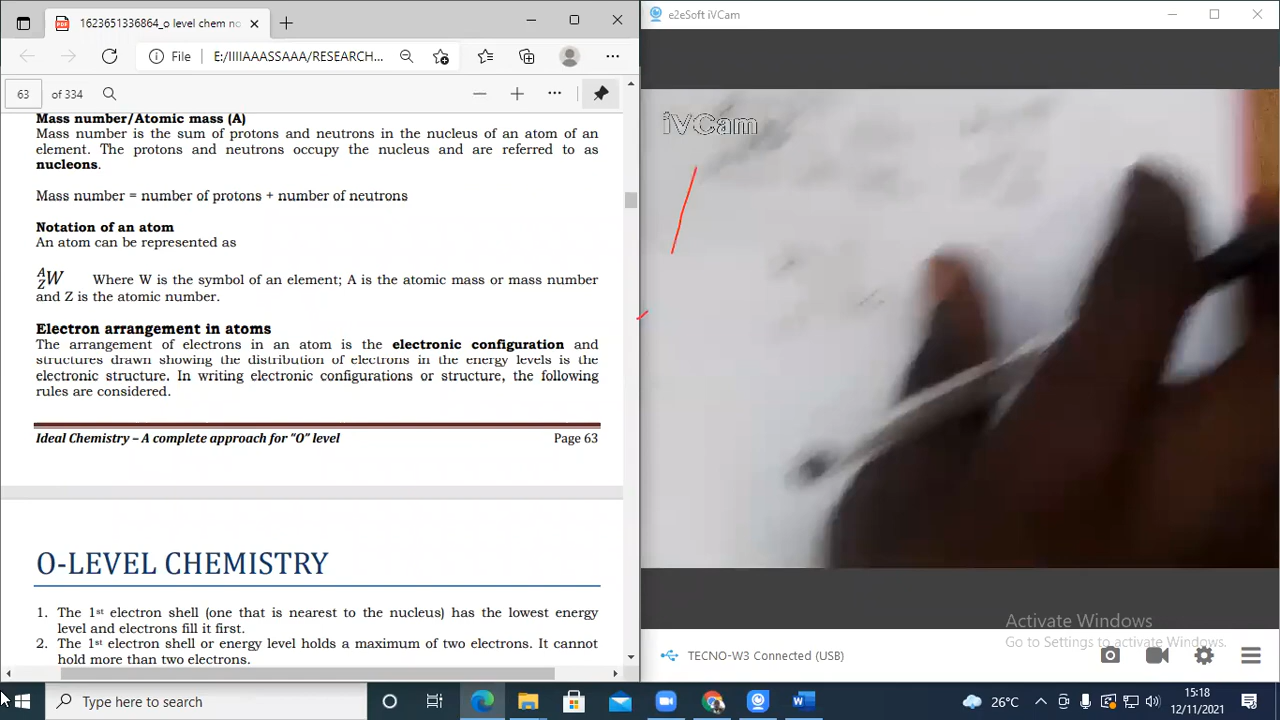 1623651336864_o level chem no
e2eSoft iVCam
File
E:/IIIIAAASSAAA/RESEARCH...
63
of 334
Mass number/Atomic mass (A)
Mass number is the sum of protons and neutrons in the nucleus of an atom of an
element. The protons and neutrons occupy the nucleus and are referred to as
nucleons.
Mass number = number of protons + number of neutrons
Notation of an atom
An atom can be represented as
A
Z W Where W is the symbol of an element; A is the atomic mass or mass number
and Z is the atomic number.
Electron arrangement in atoms
The arrangement of electrons in an atom is the electronic configuration and
structures drawn showing the distribution of electrons in the energy levels is the
electronic structure. In writing electronic configurations or structure, the following
rules are considered.
Ideal Chemistry – A complete approach for "O" level Page 63
O-LEVEL CHEMISTRY
1. The 1st electron shell (one that is nearest to the nucleus) has the lowest energy
level and electrons fill it first.
2. The 1st electron shell or energy level holds a maximum of two electrons. It cannot
hold more than two electrons.
iVCam
Activate Windows
Go to Settings to activate Windows.
TECNO-W3 Connected (USB)
Type here to search
26°C
15:18
12/11/2021